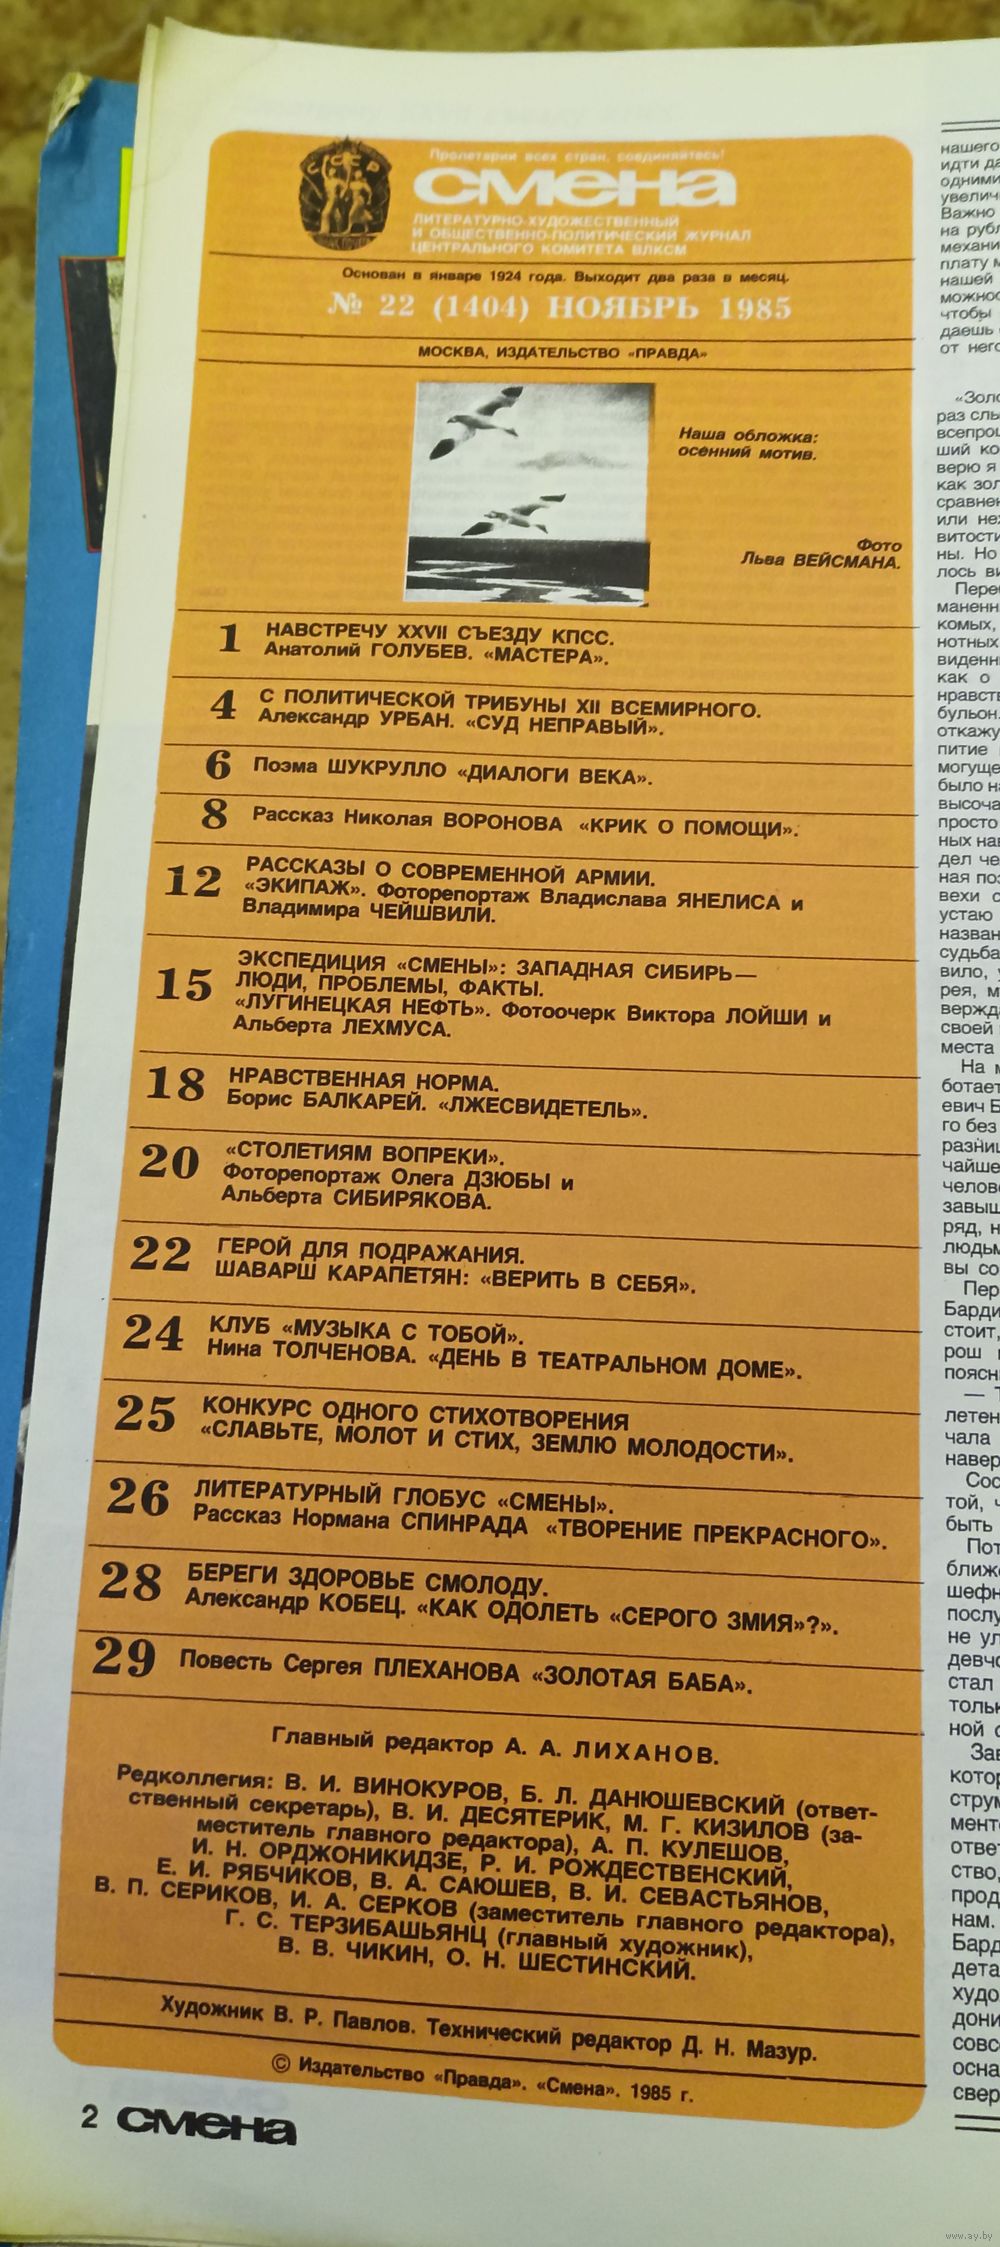 СССР
Пролетарии всех стран, соединяйтесь!
смена
ЛИТЕРАТУРНО-ХУДОЖЕСТВЕННЫЙ
И ОБЩЕСТВЕННО-ПОЛИТИЧЕСКИЙ ЖУРНАЛ
ЦЕНТРАЛЬНОГО КОМИТЕТА ВЛКСМ
Основан в январе 1924 года. Выходит два раза в месяц.
№ 22 (1404) НОЯБРЬ 1985
МОСКВА, ИЗДАТЕЛЬСТВО «ПРАВДА»
Наша обложка:
осенний мотив.
Фото
Льва ВЕЙСМАНА.
1 НАВСТРЕЧУ XXVII СЪЕЗДУ КПСС.
Анатолий ГОЛУБЕВ. «МАСТЕРА».
4 С ПОЛИТИЧЕСКОЙ ТРИБУНЫ XII ВСЕМИРНОГО.
Александр УРБАН. «СУД НЕПРАВЫЙ».
6 Поэма ШУКРУЛЛО «ДИАЛОГИ ВЕКА».
8 Рассказ Николая ВОРОНОВА «КРИК О ПОМОЩИ».
12 РАССКАЗЫ О СОВРЕМЕННОЙ АРМИИ.
«ЭКИПАЖ». Фоторепортаж Владислава ЯНЕЛИСА и
Владимира ЧЕЙШВИЛИ.
15 ЭКСПЕДИЦИЯ «СМЕНЫ»: ЗАПАДНАЯ СИБИРЬ—
ЛЮДИ, ПРОБЛЕМЫ, ФАКТЫ.
«ЛУГИНЕЦКАЯ НЕФТЬ». Фотоочерк Виктора ЛОЙШИ и
Альберта ЛЕХМУСА.
18 НРАВСТВЕННАЯ НОРМА.
Борис БАЛКАРЕЙ. «ЛЖЕСВИДЕТЕЛЬ».
20 «СТОЛЕТИЯМ ВОПРЕКИ».
Фоторепортаж Олега ДЗЮБЫ и
Альберта СИБИРЯКОВА.
22 ГЕРОЙ ДЛЯ ПОДРАЖАНИЯ.
ШАВАРШ КАРАПЕТЯН: «ВЕРИТЬ В СЕБЯ».
24 КЛУБ «МУЗЫКА С ТОБОЙ».
Нина ТОЛЧЕНОВА. «ДЕНЬ В ТЕАТРАЛЬНОМ ДОМЕ».
25 КОНКУРС ОДНОГО СТИХОТВОРЕНИЯ
«СЛАВЬТЕ, МОЛОТ И СТИХ, ЗЕМЛЮ МОЛОДОСТИ».
26 ЛИТЕРАТУРНЫЙ ГЛОБУС «СМЕНЫ».
Рассказ Нормана СПИНРАДА «ТВОРЕНИЕ ПРЕКРАСНОГО».
28 БЕРЕГИ ЗДОРОВЬЕ СМОЛОДУ.
Александр КОБЕЦ. «КАК ОДОЛЕТЬ «СЕРОГО ЗМИЯ»?».
29 Повесть Сергея ПЛЕХАНОВА «ЗОЛОТАЯ БАБА».
Главный редактор А. А. ЛИХАНОВ.
Редколлегия: В. И. ВИНОКУРОВ, Б. Л. ДАНЮШЕВСКИЙ (ответ-
ственный секретарь), В. И. ДЕСЯТЕРИК, М. Г. КИЗИЛОВ (за-
меститель главного редактора), А. П. КУЛЕШОВ,
И. Н. ОРДЖОНИКИДЗЕ, Р. И. РОЖДЕСТВЕНСКИЙ,
Е. И. РЯБЧИКОВ, В. А. САЮШЕВ, В. И. СЕВАСТЬЯНОВ,
В. П. СЕРИКОВ, И. А. СЕРКОВ (заместитель главного редактора),
Г. С. ТЕРЗИБАШЬЯНЦ (главный художник),
В. В. ЧИКИН, О. Н. ШЕСТИНСКИЙ.
Художник В. Р. Павлов. Технический редактор Д. Н. Мазур.
© Издательство «Правда». «Смена». 1985 г.
2 смена
www.ay.by